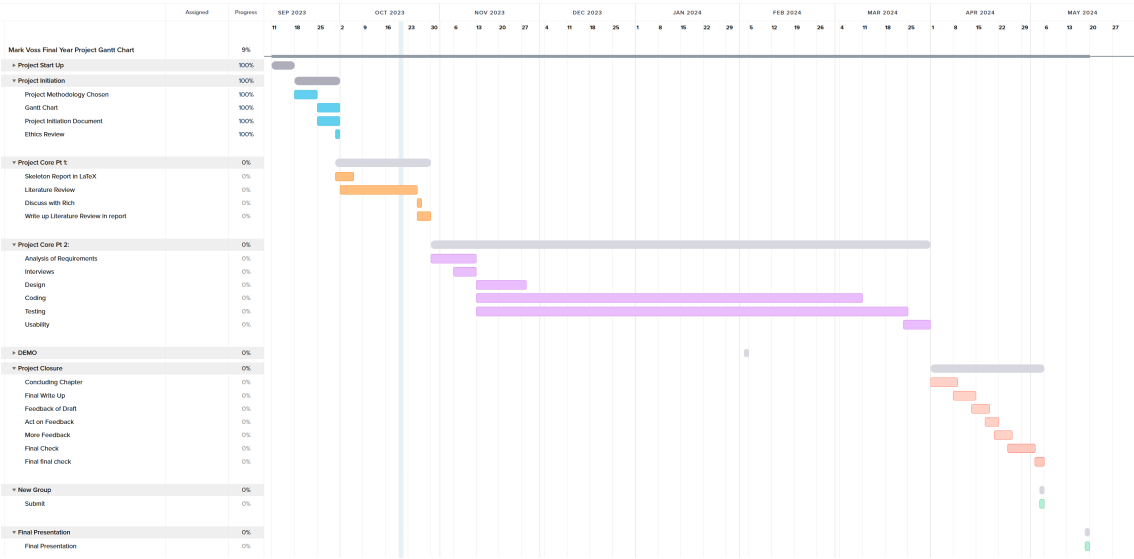 Assigned Progress SEP 2023 OCT 2023 NOV 2023 DEC 2023 JAN 2024 FEB 2024 MAR 2024 APR 2024 MAY 2024
11 18 25 2 9 16 23 30 6 13 20 27 4 11 18 25 1 8 15 22 29 5 12 19 26 4 11 18 25 1 8 15 22 29 6 13 20 27
Mark Voss Final Year Project Gantt Chart 9%
Project Start Up 100%
Project Initiation 100%
Project Methodology Chosen 100%
Gantt Chart 100%
Project Initiation Document 100%
Ethics Review 100%
Project Core Pt 1: 0%
Skeleton Report in LaTeX 0%
Literature Review 0%
Discuss with Rich 0%
Write up Literature Review in report 0%
Project Core Pt 2: 0%
Analysis of Requirements 0%
Interviews 0%
Design 0%
Coding 0%
Testing 0%
Usability 0%
DEMO 0%
Project Closure 0%
Concluding Chapter 0%
Final Write Up 0%
Feedback of Draft 0%
Act on Feedback 0%
More Feedback 0%
Final Check 0%
Final final check 0%
New Group 0%
Submit 0%
Final Presentation 0%
Final Presentation 0%